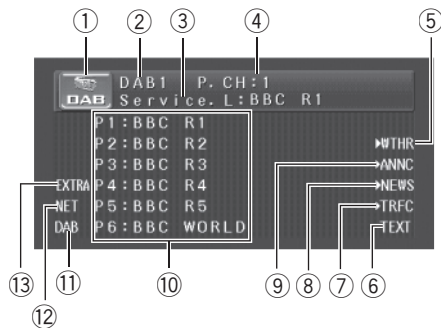 ① ② ③ ④ ⑤
DAB
DAB1 P.CH:1
Service.L:BBC R1
P1:BBC R1
P2:BBC R2 ▶WTHR
P3:BBC R3 ➔ANNC
EXTRA P4:BBC R4 ➔NEWS
NET P5:BBC R5 ➔TRFC
DAB P6:BBC WORLD TEXT
⑬ ⑫ ⑪ ⑩ ⑨ ⑧ ⑦ ⑥